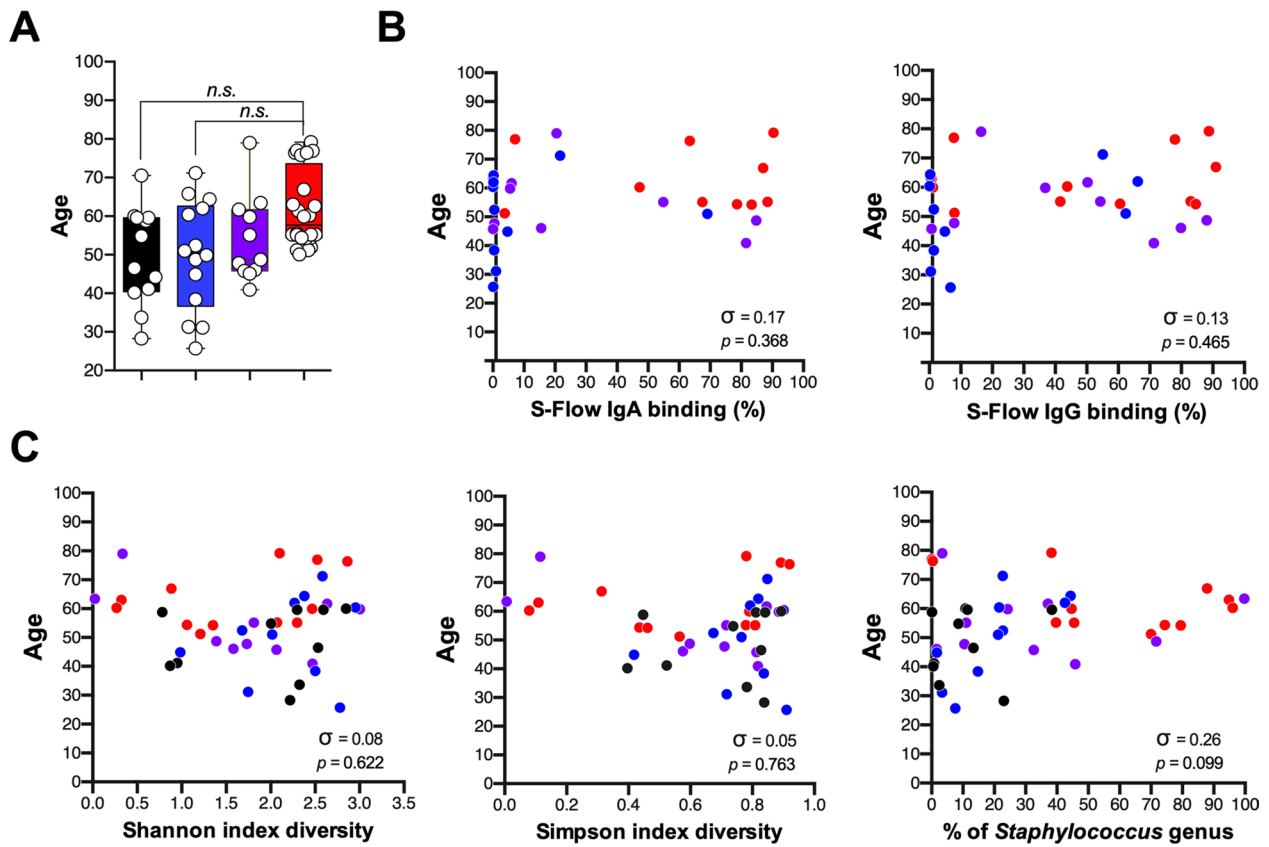 A
100
90
80
70
60
50
40
30
20
Age
n.s.
n.s.
B
100
90
80
70
60
50
40
30
20
10
Age
σ = 0.17
p = 0.368
0 10 20 30 40 50 60 70 80 90 100
S-Flow IgA binding (%)
100
90
80
70
60
50
40
30
20
10
Age
σ = 0.13
p = 0.465
0 10 20 30 40 50 60 70 80 90 100
S-Flow IgG binding (%)
C
100
90
80
70
60
50
40
30
20
10
0
Age
σ = 0.08
p = 0.622
0.0 0.5 1.0 1.5 2.0 2.5 3.0 3.5
Shannon index diversity
100
90
80
70
60
50
40
30
20
10
0
Age
σ = 0.05
p = 0.763
0.0 0.2 0.4 0.6 0.8 1.0
Simpson index diversity
100
90
80
70
60
50
40
30
20
10
0
Age
σ = 0.26
p = 0.099
0 10 20 30 40 50 60 70 80 90 100
% of Staphylococcus genus